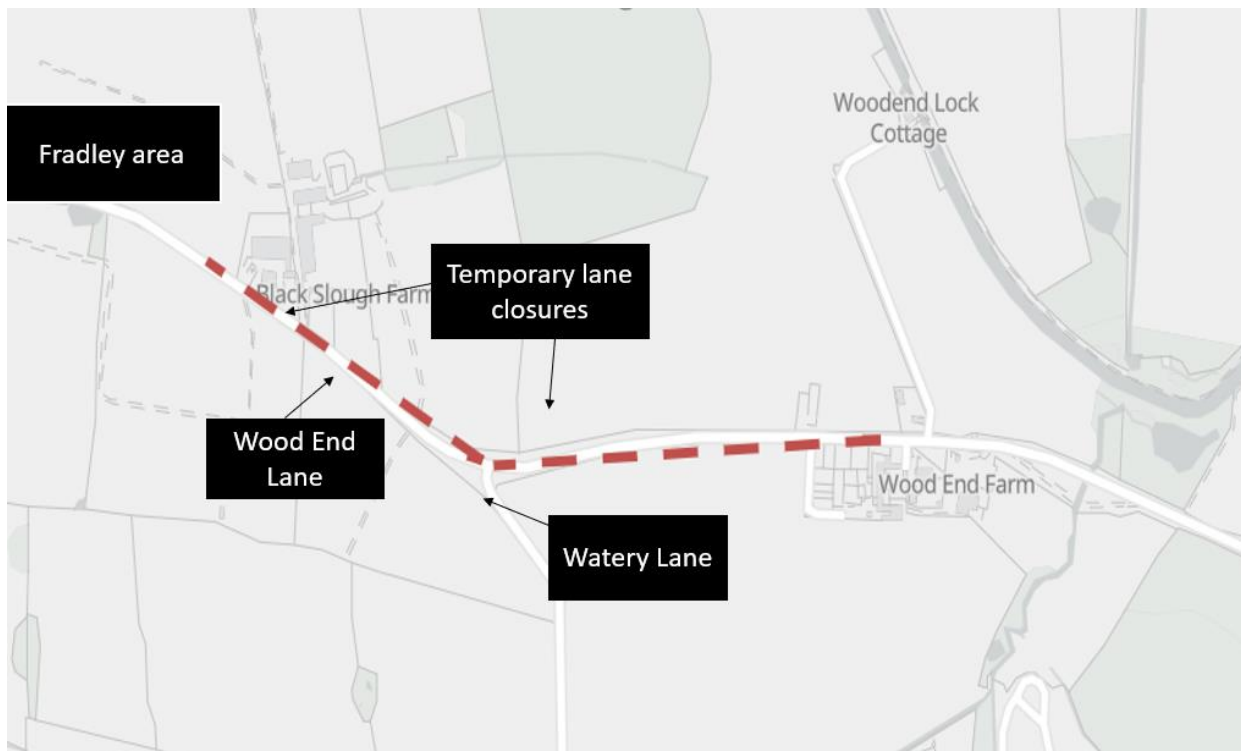 Woodend Lock
Cottage
Fradley area
Temporary lane
closures
Black Slough Farm
Wood End
Lane
Wood End Farm
Watery Lane